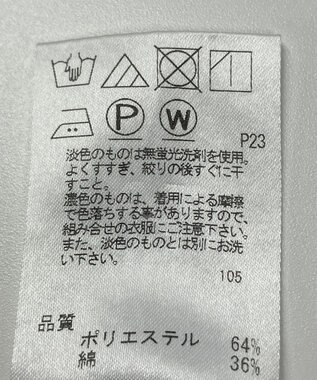 P W
P23
淡色のものは無蛍光洗剤を使用。
よくすすぎ、絞りの後すぐに干
すこと。
濃色のものは、着用による摩擦
で色落ちする事がありますので、
組み合せの衣服にご注意下さい。
また、淡色のものとは別にお洗
い下さい。
105
品質
ポリエステル 64%
綿 36%